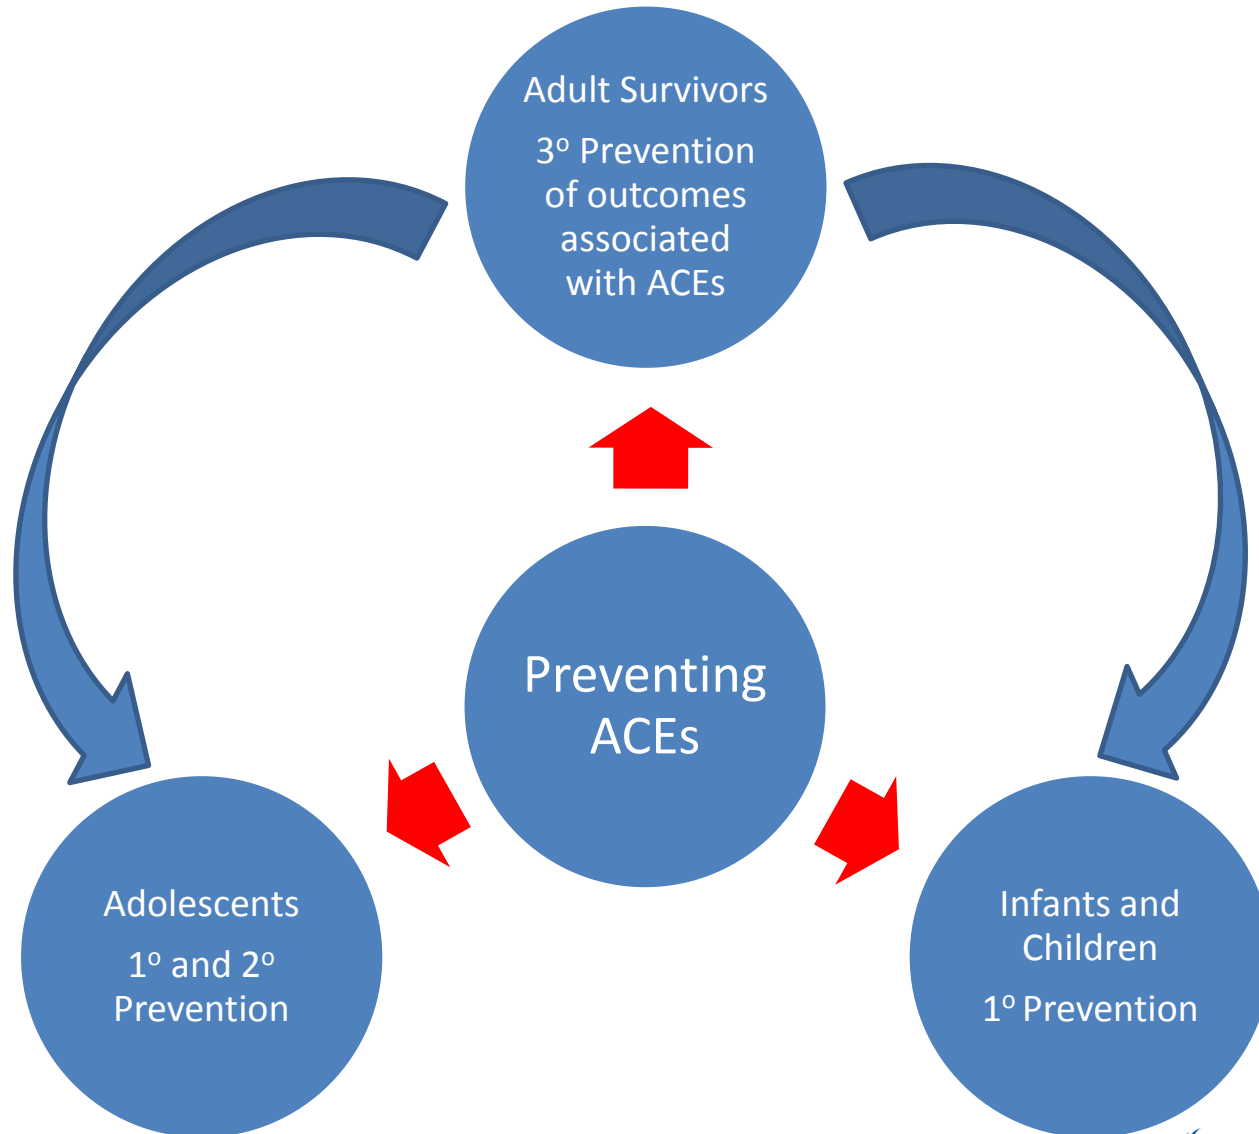 Adult Survivors
3º Prevention
of outcomes
associated
with ACEs
Preventing
ACEs
Adolescents
1º and 2º
Prevention
Infants and
Children
1º Prevention